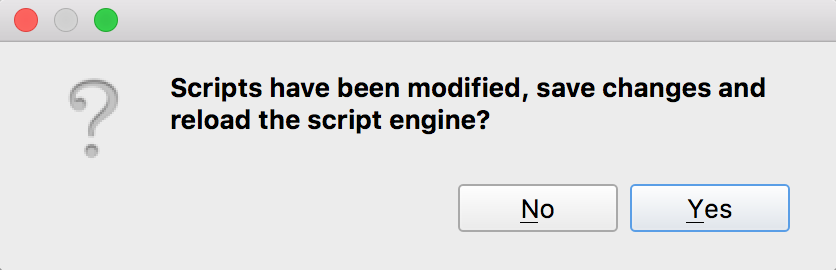 Scripts have been modified, save changes and
reload the script engine?
No
Yes